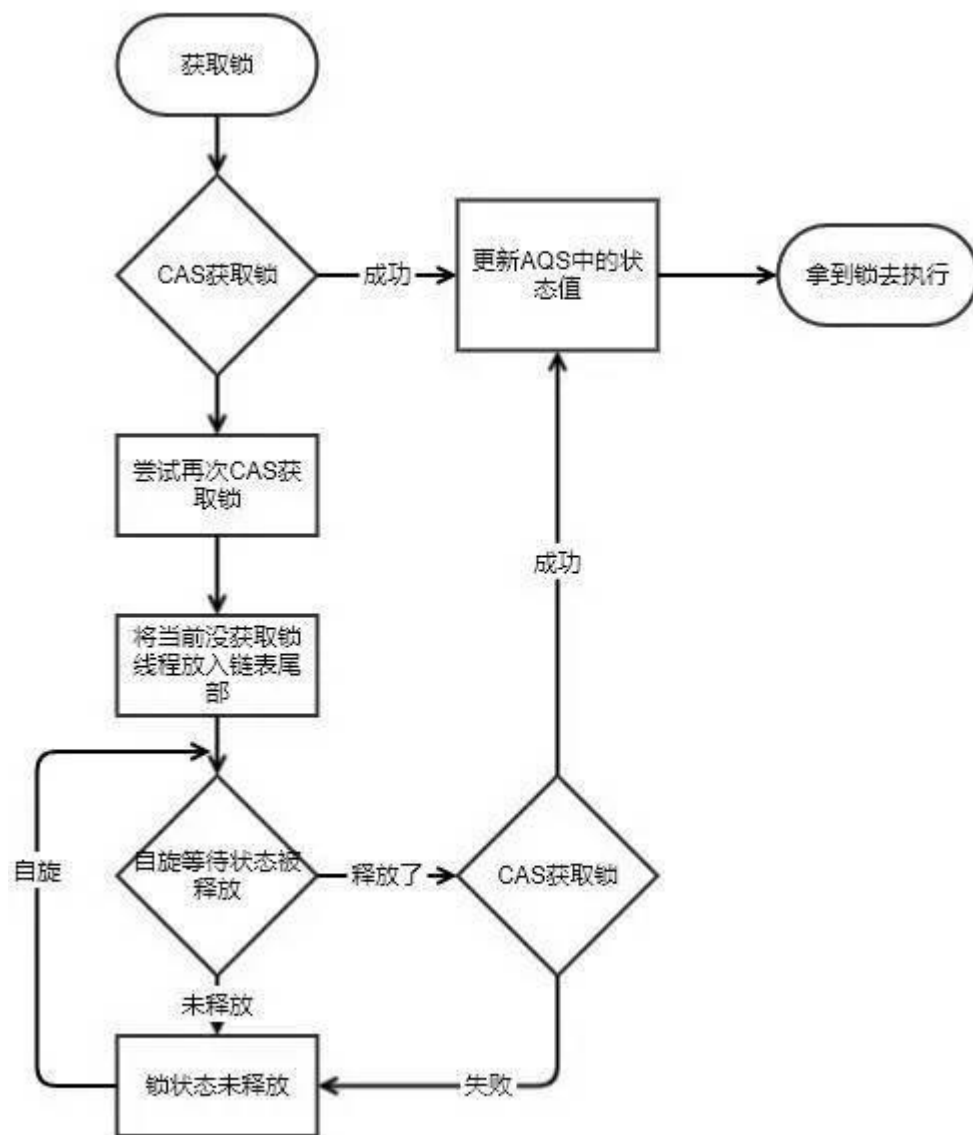 获取锁
CAS获取锁
成功
更新AQS中的状
态值
拿到锁去执行
尝试再次CAS获
取锁
成功
将当前没获取锁
线程放入链表尾
部
自旋
自旋等待状态被
释放
释放了
CAS获取锁
未释放
锁状态未释放
失败